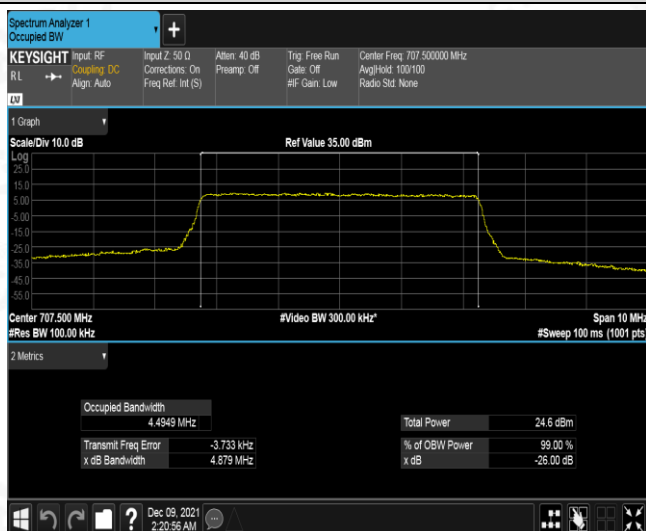 Spectrum Analyzer 1
Occupied BW
+
KEYSIGHT Input: RF Input Z: 50 Ω Atten: 40 dB Trig: Free Run Center Freq: 707.500000 MHz
RL Coupling: DC Corrections: On Preamp: Off Gate: Off Avg|Hold: 100/100
Align: Auto Freq Ref: Int (S) #IF Gain: Low Radio Std: None
LXI
1 Graph
Scale/Div 10.0 dB Ref Value 35.00 dBm
Log
25.0
15.0
5.00
-5.00
-15.0
-25.0
-35.0
-45.0
-55.0
Center 707.500 MHz #Video BW 300.00 kHz* Span 10 MHz
#Res BW 100.00 kHz #Sweep 100 ms (1001 pts)
2 Metrics
Occupied Bandwidth
4.4949 MHz Total Power 24.6 dBm
Transmit Freq Error -3.733 kHz % of OBW Power 99.00 %
x dB Bandwidth 4.879 MHz x dB -26.00 dB
? Dec 09, 2021
2:20:56 AM